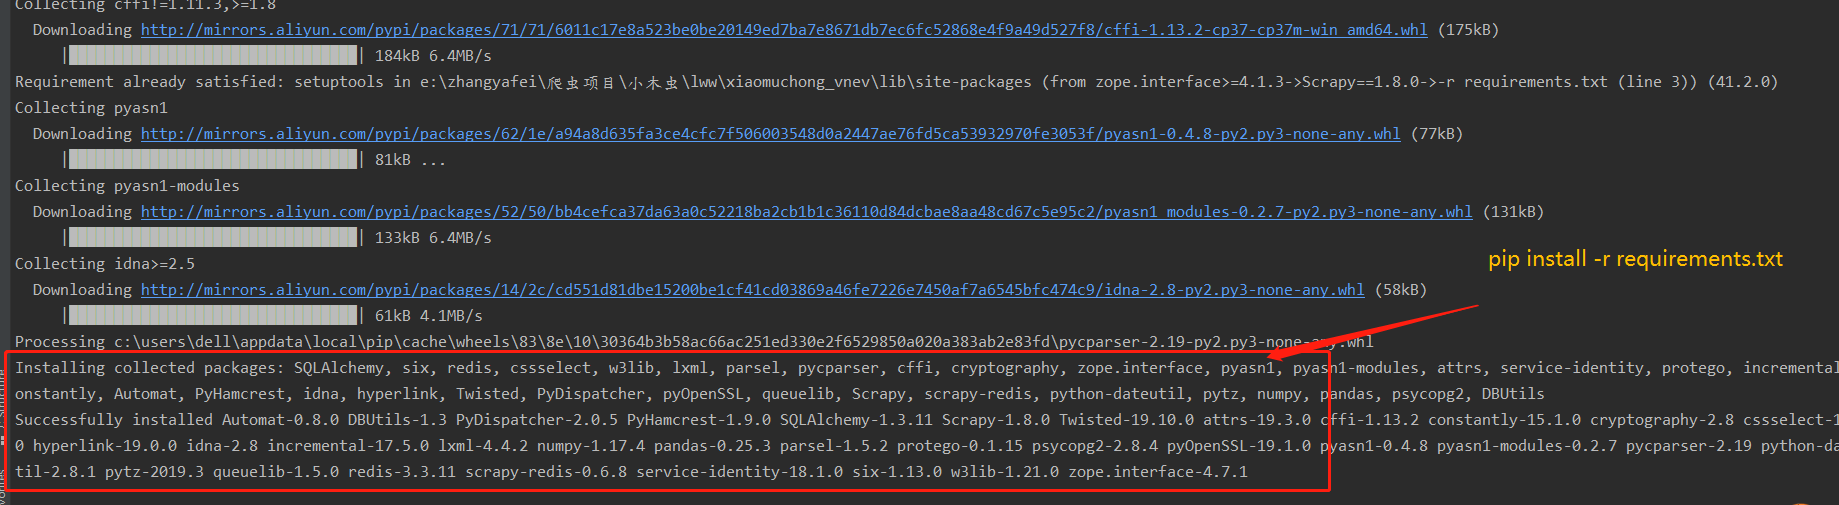 Collecting cffi!=1.11.3,>=1.8
Downloading http://mirrors.aliyun.com/pypi/packages/71/71/6011c17e8a523be0be20149ed7ba7e8671db7ec6fc52868e4f9a49d527f8/cffi-1.13.2-cp37-cp37m-win_amd64.whl (175kB)
|████████████████████████████████| 184kB 6.4MB/s
Requirement already satisfied: setuptools in e:\zhangyafei\爬虫项目\小木虫\lww\xiaomuchong_vnev\lib\site-packages (from zope.interface>=4.1.3->Scrapy==1.8.0->-r requirements.txt (line 3)) (41.2.0)
Collecting pyasn1
Downloading http://mirrors.aliyun.com/pypi/packages/62/1e/a94a8d635fa3ce4cfc7f506003548d0a2447ae76fd5ca53932970fe3053f/pyasn1-0.4.8-py2.py3-none-any.whl (77kB)
|████████████████████████████████| 81kB ...
Collecting pyasn1-modules
Downloading http://mirrors.aliyun.com/pypi/packages/52/50/bb4cefca37da63a0c52218ba2cb1b1c36110d84dcbae8aa48cd67c5e95c2/pyasn1_modules-0.2.7-py2.py3-none-any.whl (131kB)
|████████████████████████████████| 133kB 6.4MB/s
Collecting idna>=2.5
pip install -r requirements.txt
Downloading http://mirrors.aliyun.com/pypi/packages/14/2c/cd551d81dbe15200be1cf41cd03869a46fe7226e7450af7a6545bfc474c9/idna-2.8-py2.py3-none-any.whl (58kB)
|████████████████████████████████| 61kB 4.1MB/s
Processing c:\users\dell\appdata\local\pip\cache\wheels\83\8e\10\30364b3b58ac66ac251ed330e2f6529850a020a383ab2e83fd\pycparser-2.19-py2.py3-none-any.whl
Installing collected packages: SQLAlchemy, six, redis, cssselect, w3lib, lxml, parsel, pycparser, cffi, cryptography, zope.interface, pyasn1, pyasn1-modules, attrs, service-identity, protego, incremental
onstantly, Automat, PyHamcrest, idna, hyperlink, Twisted, PyDispatcher, pyOpenSSL, queuelib, Scrapy, scrapy-redis, python-dateutil, pytz, numpy, pandas, psycopg2, DBUtils
Successfully installed Automat-0.8.0 DBUtils-1.3 PyDispatcher-2.0.5 PyHamcrest-1.9.0 SQLAlchemy-1.3.11 Scrapy-1.8.0 Twisted-19.10.0 attrs-19.3.0 cffi-1.13.2 constantly-15.1.0 cryptography-2.8 cssselect-1
0 hyperlink-19.0.0 idna-2.8 incremental-17.5.0 lxml-4.4.2 numpy-1.17.4 pandas-0.25.3 parsel-1.5.2 protego-0.1.15 psycopg2-2.8.4 pyOpenSSL-19.1.0 pyasn1-0.4.8 pyasn1-modules-0.2.7 pycparser-2.19 python-da
til-2.8.1 pytz-2019.3 queuelib-1.5.0 redis-3.3.11 scrapy-redis-0.6.8 service-identity-18.1.0 six-1.13.0 w3lib-1.21.0 zope.interface-4.7.1